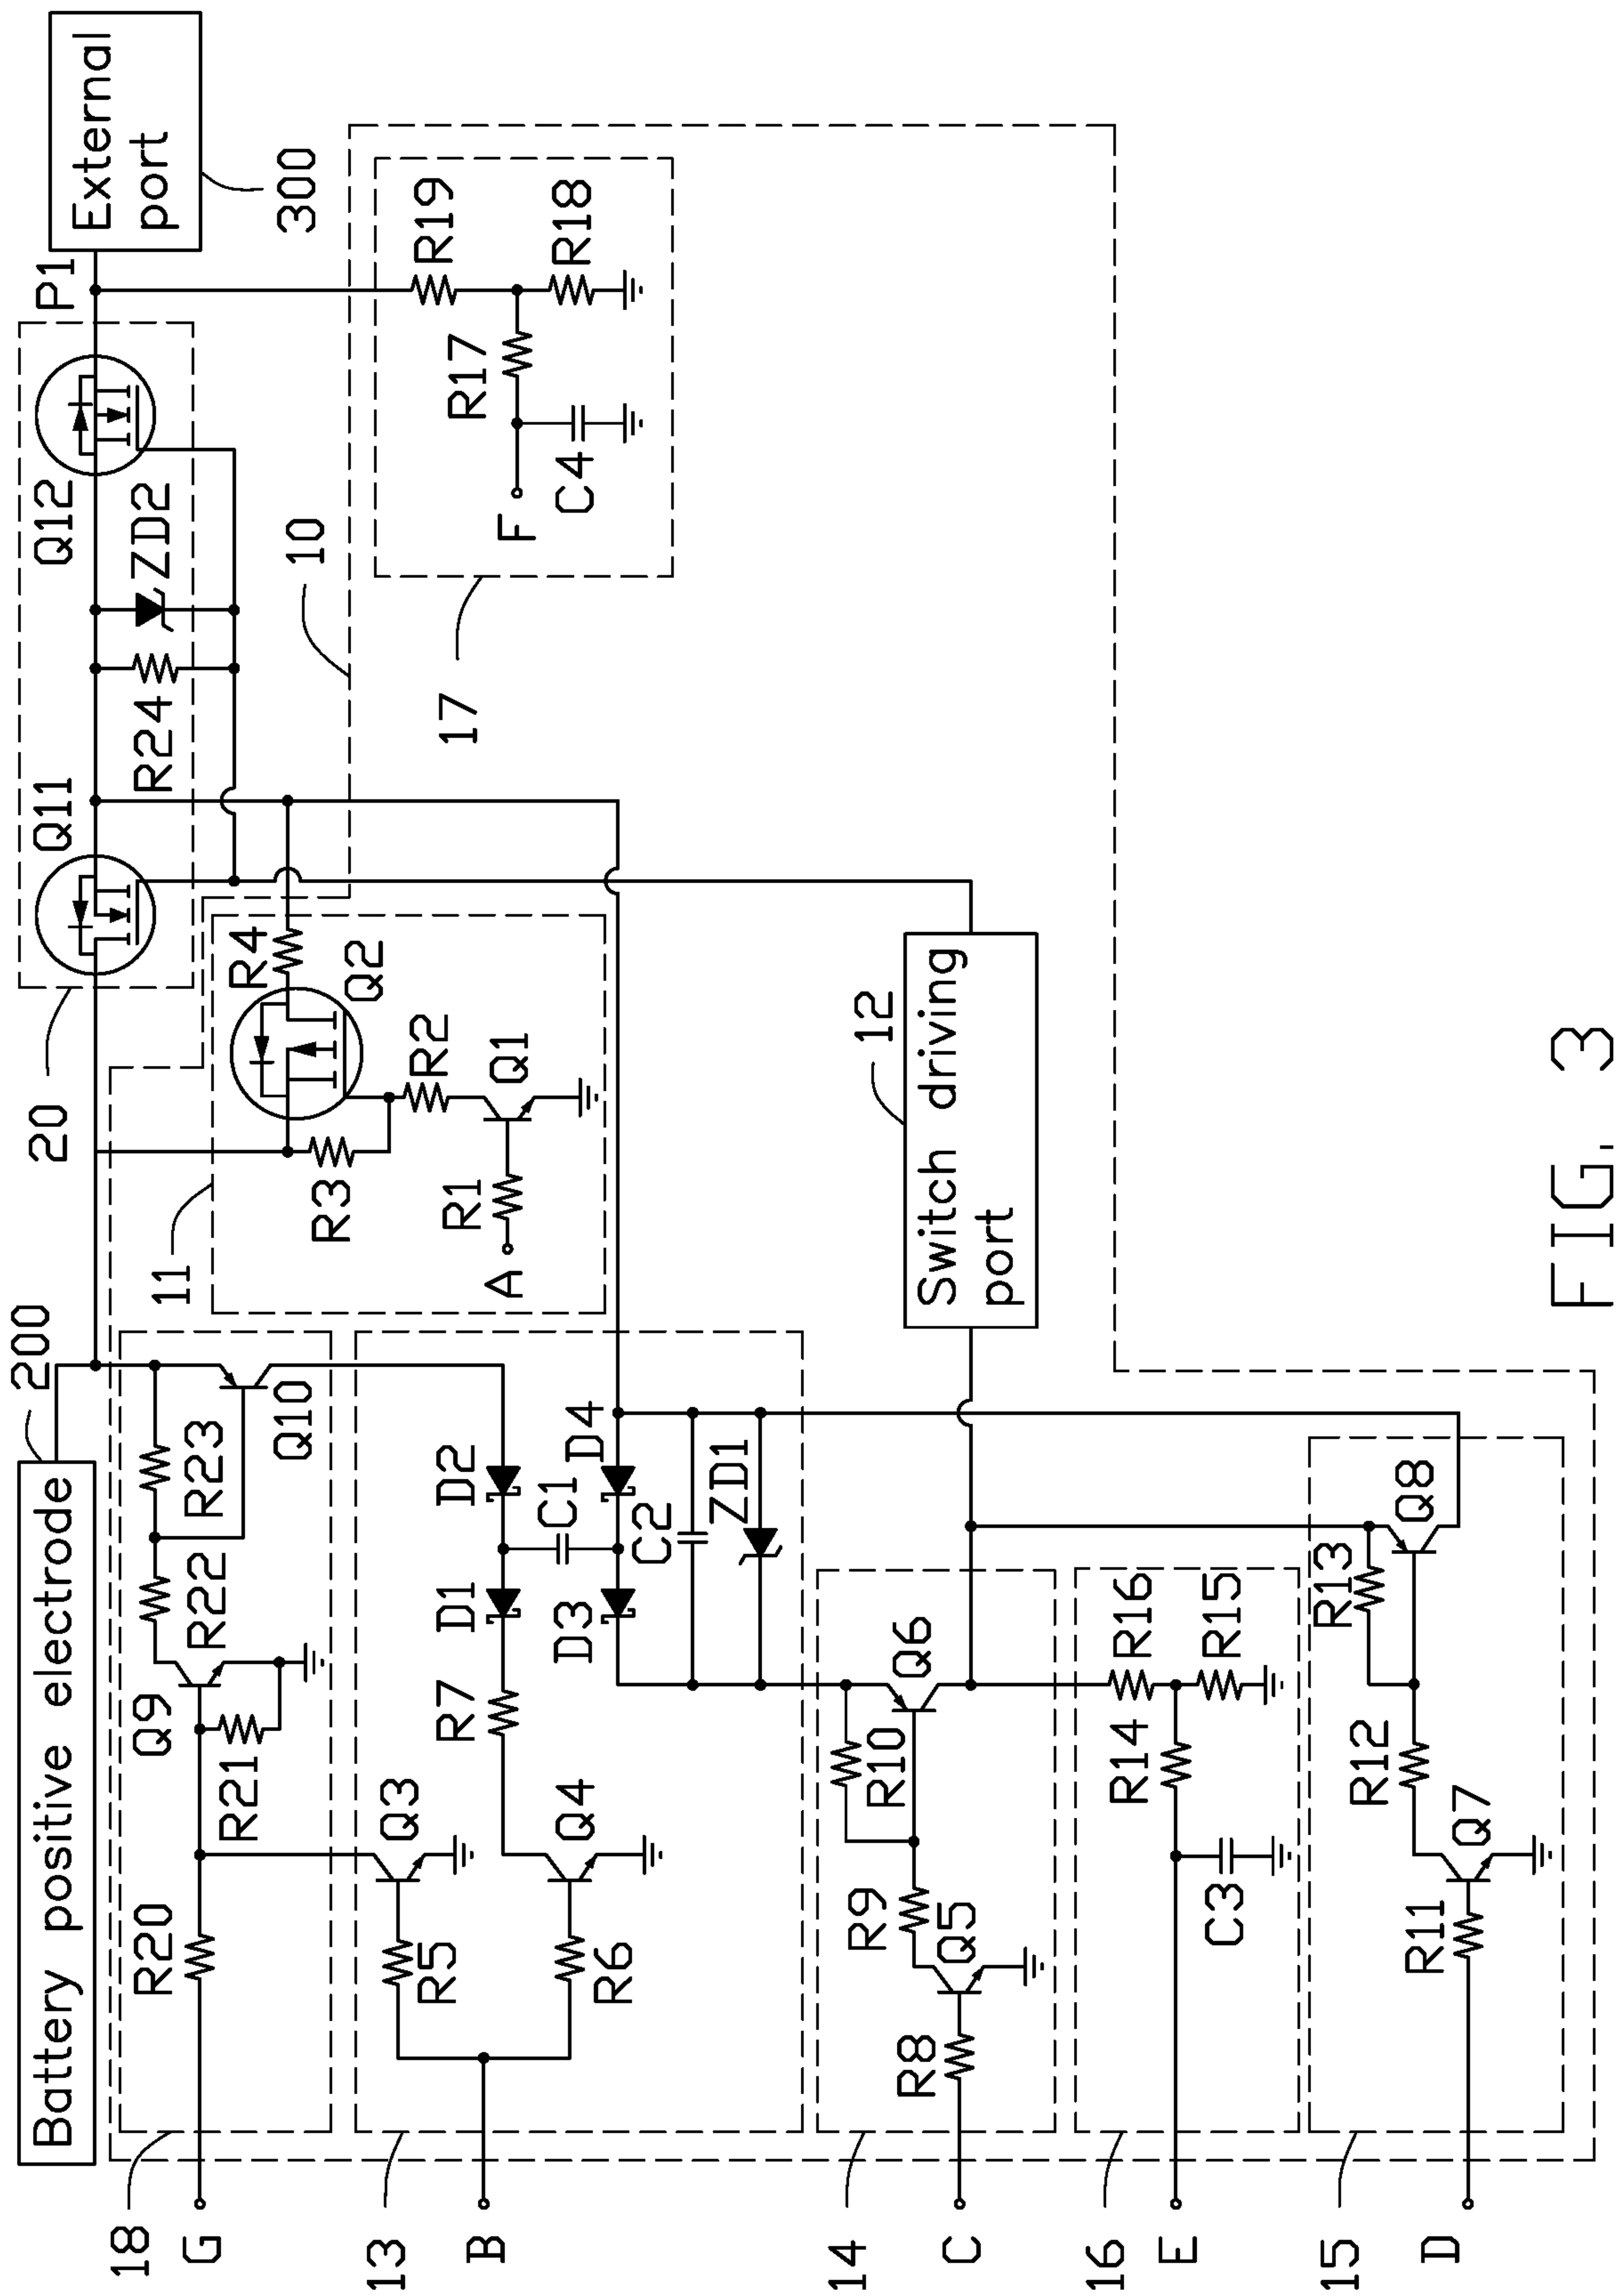 Battery positive electrode
200
20
Q11
Q12
P1
External
port
300
R24
ZD2
10
18
G
R20
R21
Q9
R22
R23
Q10
11
A
R1
R3
R2
Q1
Q2
R4
17
F
C4
R17
R19
R18
13
B
R5
R6
Q3
Q4
R7
D1
D2
C1
D3
D4
C2
ZD1
12
Switch driving
port
14
C
R8
Q5
R9
R10
Q6
16
E
C3
R14
R16
R15
15
D
R11
Q7
R12
R13
Q8
FIG. 3